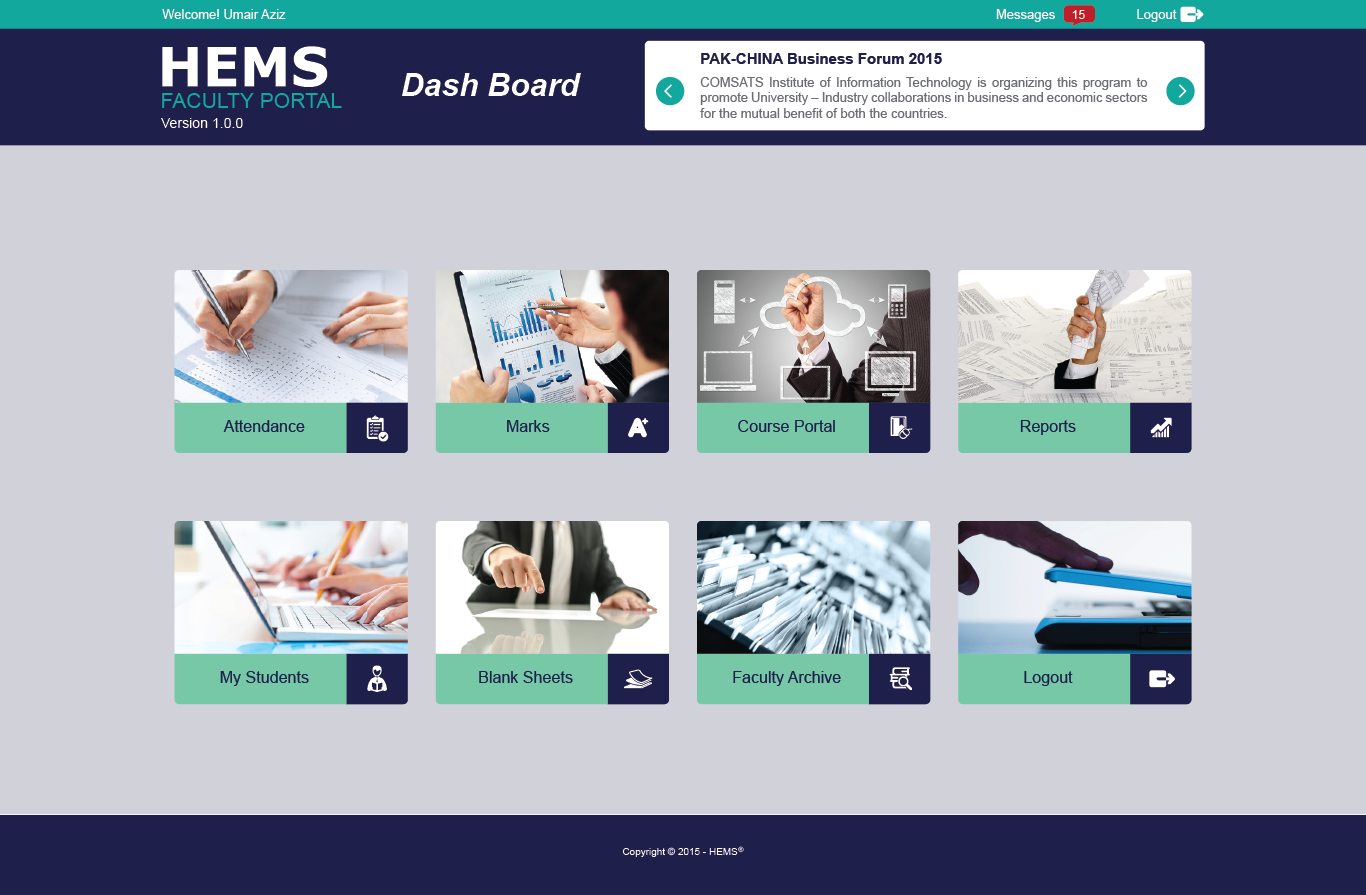 Welcome! Umair Aziz
Messages 15
Logout
HEMS
FACULTY PORTAL
Version 1.0.0
Dash Board
PAK-CHINA Business Forum 2015
COMSATS Institute of Information Technology is organizing this program to
promote University – Industry collaborations in business and economic sectors
for the mutual benefit of both the countries.
Attendance
Marks
Course Portal
Reports
My Students
Blank Sheets
Faculty Archive
Logout
Copyright © 2015 - HEMS®